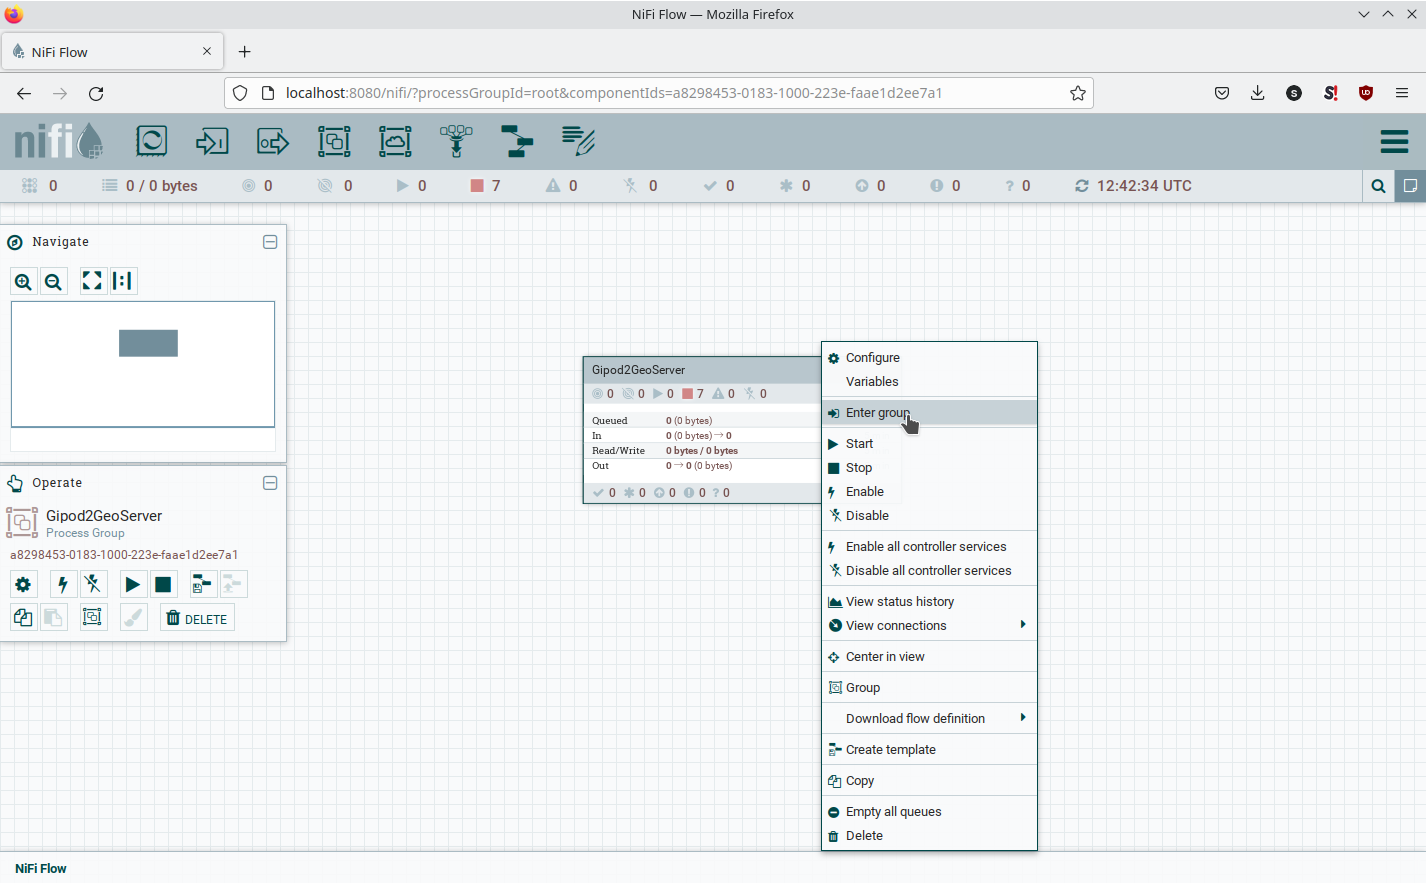 NiFi Flow — Mozilla Firefox
NiFi Flow
localhost:8080/nifi/?processGroupId=root&componentIds=a8298453-0183-1000-223e-faae1d2ee7a1
S
S!
nifi
0
0 / 0 bytes
0
0
0
7
0
0
0
0
0
0
? 0
12:42:34 UTC
Navigate
Operate
Gipod2GeoServer
Process Group
a8298453-0183-1000-223e-faae1d2ee7a1
DELETE
Gipod2GeoServer
0 0 0 7 0 0
Queued 0 (0 bytes)
In 0 (0 bytes) → 0
Read/Write 0 bytes / 0 bytes
Out 0 → 0 (0 bytes)
0 0 0 0 ? 0
Configure
Variables
Enter group
Start
Stop
Enable
Disable
Enable all controller services
Disable all controller services
View status history
View connections
Center in view
Group
Download flow definition
Create template
Copy
Empty all queues
Delete
NiFi Flow